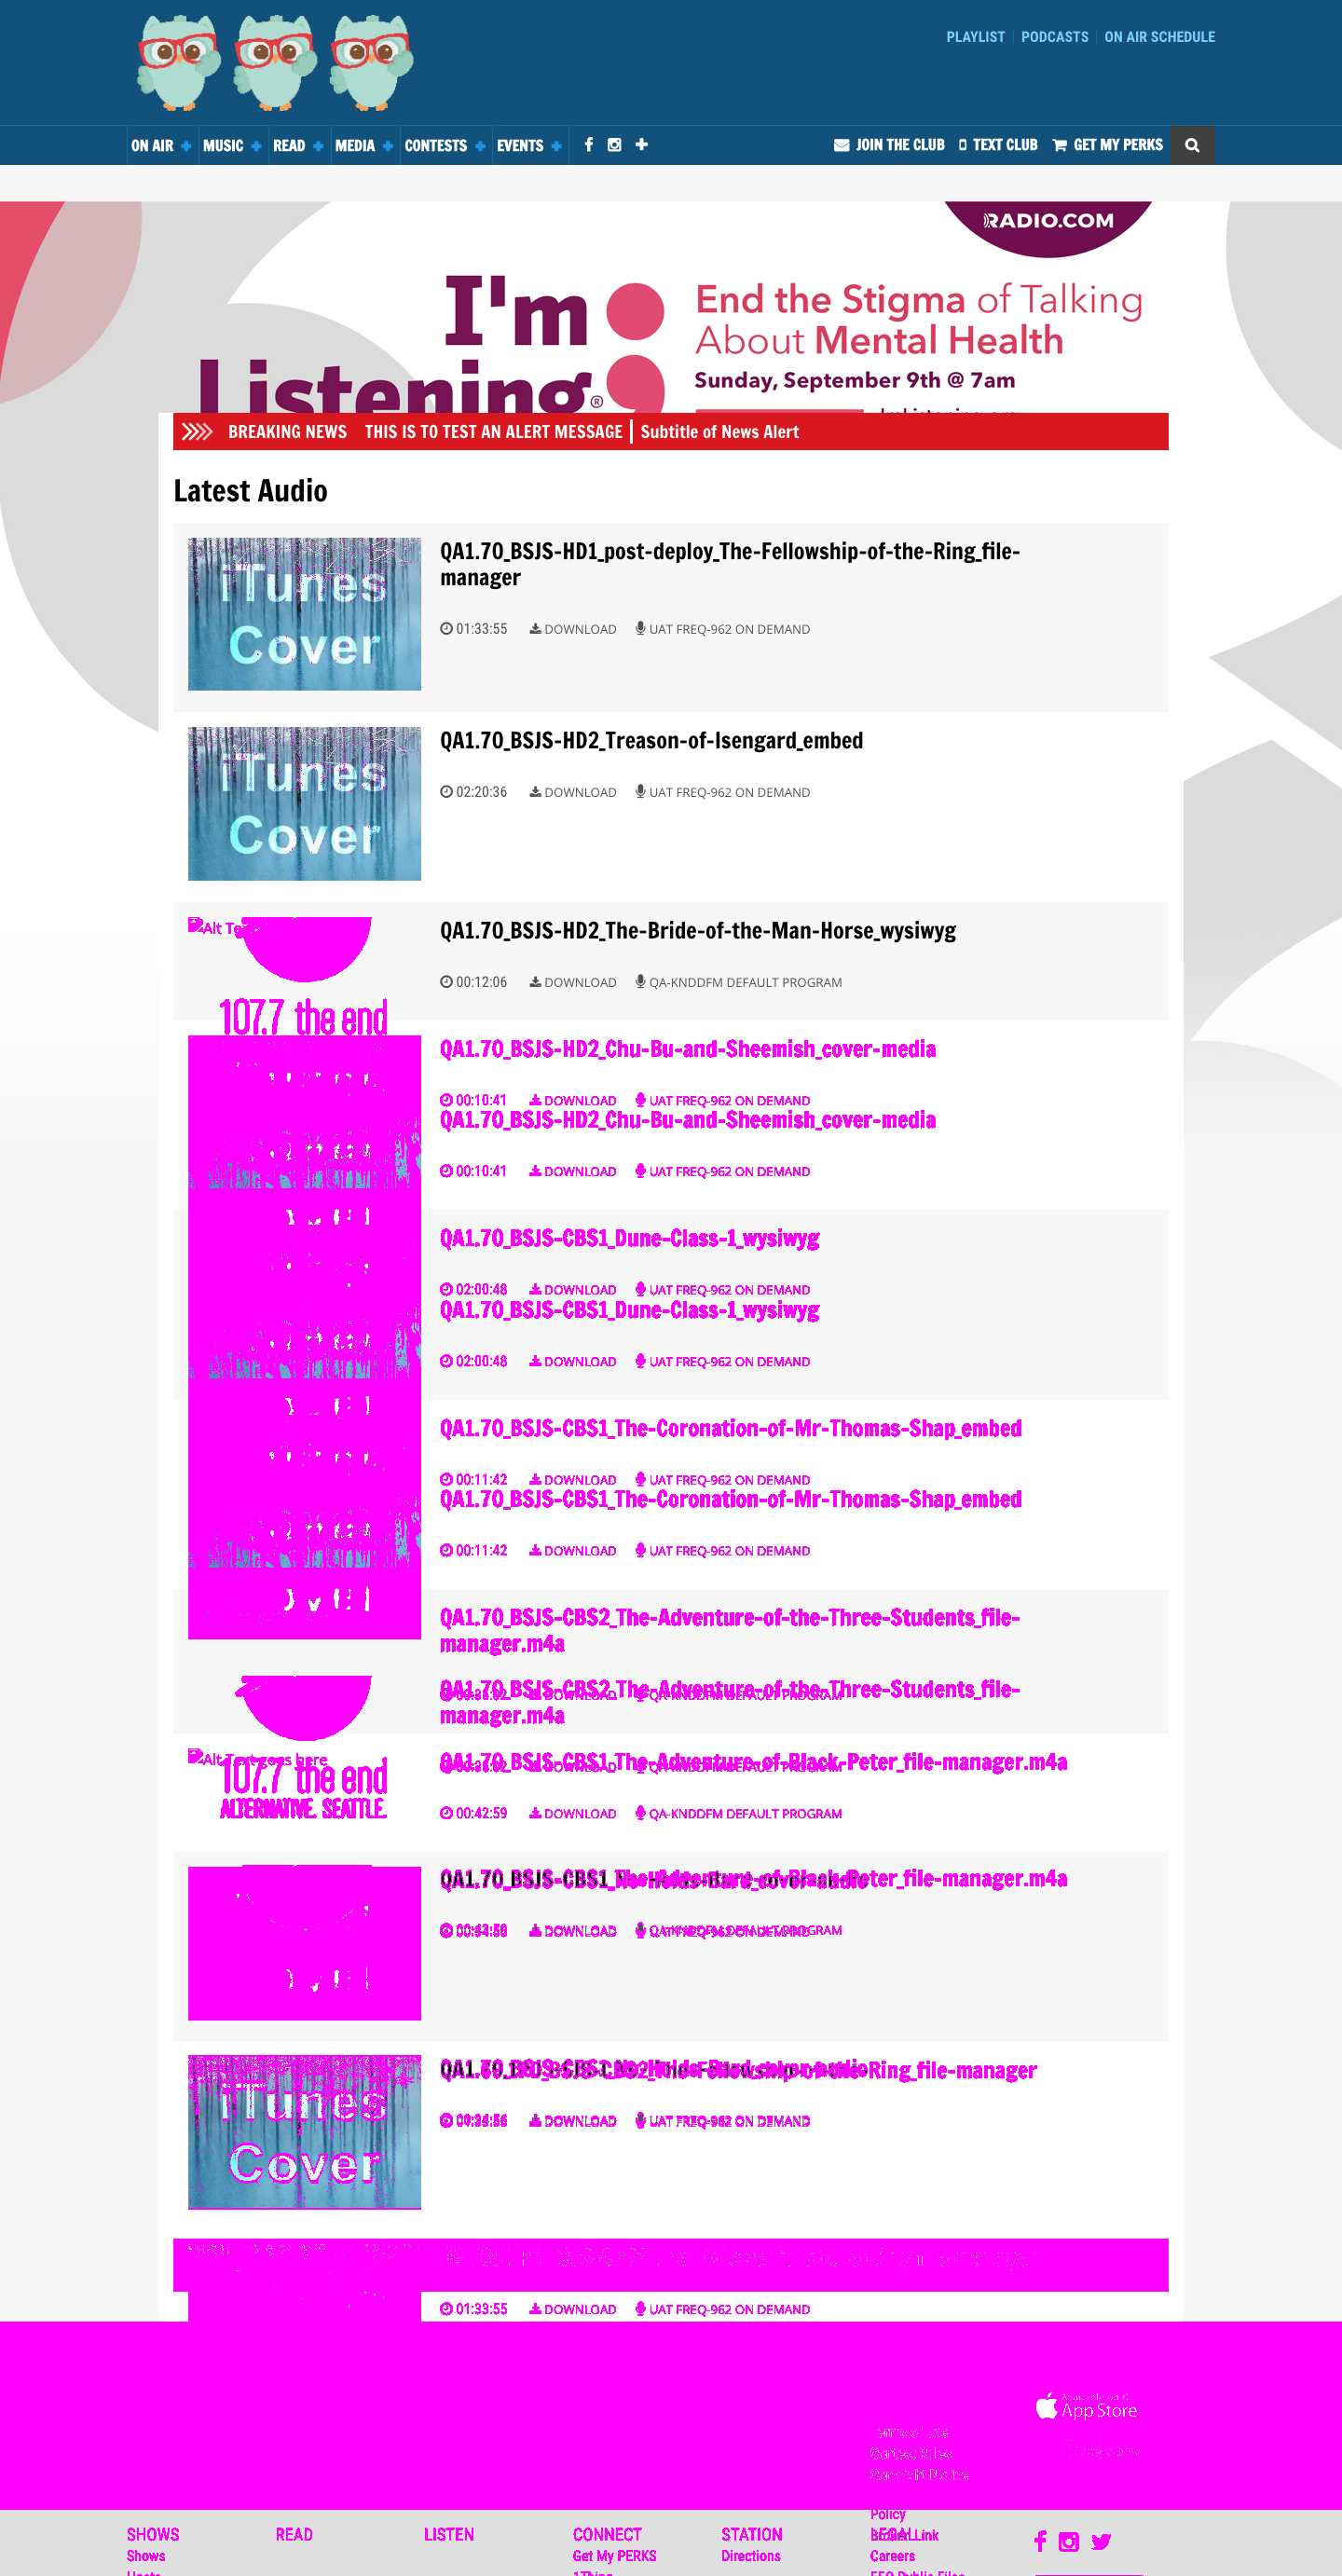 PLAYLIST PODCASTS ON AIR SCHEDULE
ON AIR MUSIC READ MEDIA CONTESTS EVENTS JOIN THE CLUB TEXT CLUB GET MY PERKS
RADIO.COM
I'm
Listening®
End the Stigma of Talking
About Mental Health
Sunday, September 9th @ 7am
BREAKING NEWS THIS IS TO TEST AN ALERT MESSAGE Subtitle of News Alert
Latest Audio
iTunes
Cover
QA1.70_BSJS-HD1_post-deploy_The-Fellowship-of-the-Ring_file-
manager
01:33:55 DOWNLOAD UAT FREQ-962 ON DEMAND
iTunes
Cover
QA1.70_BSJS-HD2_Treason-of-Isengard_embed
02:20:36 DOWNLOAD UAT FREQ-962 ON DEMAND
Alt
QA1.70_BSJS-HD2_The-Bride-of-the-Man-Horse_wysiwyg
00:12:06 DOWNLOAD QA-KNDDFM DEFAULT PROGRAM
107.7 the end
QA1.70_BSJS-HD2_Chu-Bu-and-Sheemish_cover-media
00:10:41 DOWNLOAD UAT FREQ-962 ON DEMAND
QA1.70_BSJS-HD2_Chu-Bu-and-Sheemish_cover-media
00:10:41 DOWNLOAD UAT FREQ-962 ON DEMAND
QA1.70_BSJS-CBS1_Dune-Class-1_wysiwyg
02:00:48 DOWNLOAD UAT FREQ-962 ON DEMAND
QA1.70_BSJS-CBS1_Dune-Class-1_wysiwyg
02:00:48 DOWNLOAD UAT FREQ-962 ON DEMAND
QA1.70_BSJS-CBS1_The-Coronation-of-Mr-Thomas-Shap_embed
00:11:42 DOWNLOAD UAT FREQ-962 ON DEMAND
QA1.70_BSJS-CBS1_The-Coronation-of-Mr-Thomas-Shap_embed
00:11:42 DOWNLOAD UAT FREQ-962 ON DEMAND
QA1.70_BSJS-CBS2_The-Adventure-of-the-Three-Students_file-
manager.m4a
QA1.70_BSJS-CBS2_The-Adventure-of-the-Three-Students_file-
manager.m4a
DOWNLOAD QA-KNDDFM DEFAULT PROGRAM
Alt Text goes here
107.7 the end
ALTERNATIVE. SEATTLE.
QA1.70_BSJS-CBS1_The-Adventure-of-Black-Peter_file-manager.m4a
DOWNLOAD QA-KNDDFM DEFAULT PROGRAM
00:42:59 DOWNLOAD QA-KNDDFM DEFAULT PROGRAM
QA1.70_BSJS-CBS1_The-Adventure-of-Black-Peter_file-manager.m4a
DOWNLOAD
iTunes
Cover
Ring_file-manager
DOWNLOAD UAT FREQ-962 ON DEMAND
01:33:55 DOWNLOAD UAT FREQ-962 ON DEMAND
App Store
Policy
SHOWS READ LISTEN CONNECT STATION LEGAL
Shows Get My PERKS Directions Careers